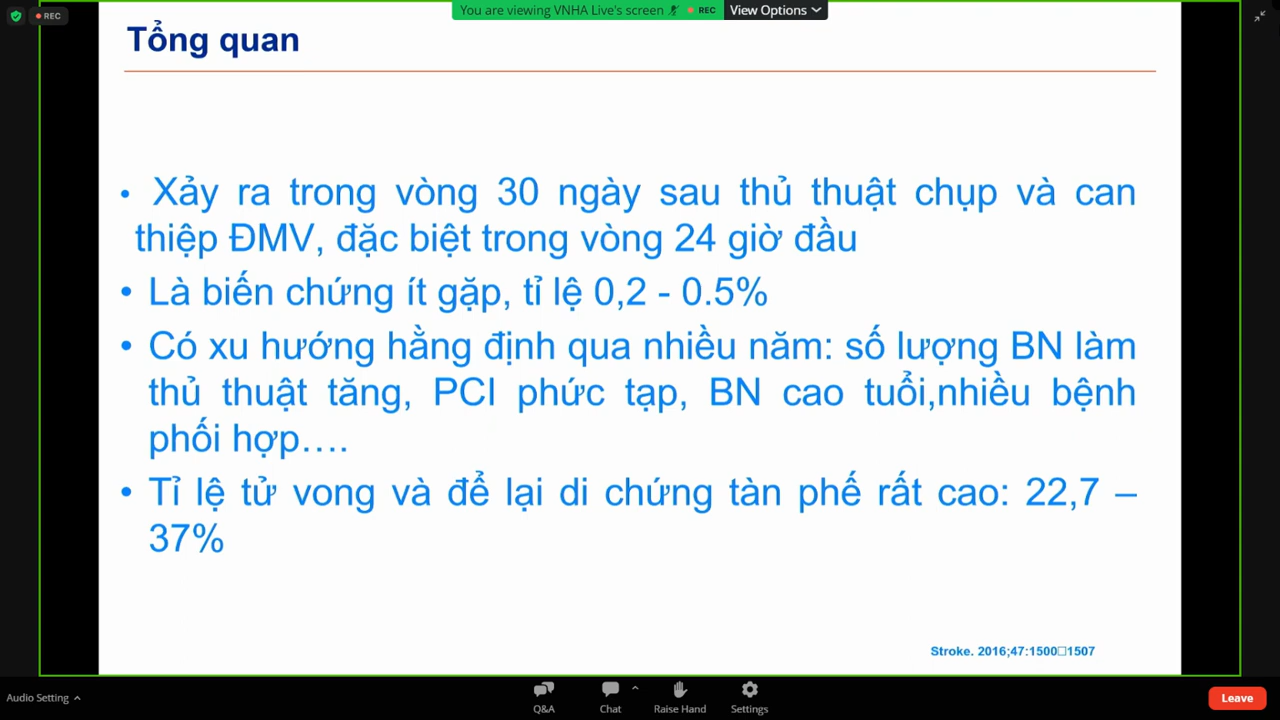 You are viewing VNHA Live's screen REC View Options
REC
Tổng quan
• Xảy ra trong vòng 30 ngày sau thủ thuật chụp và can
thiệp ĐMV, đặc biệt trong vòng 24 giờ đầu
• Là biến chứng ít gặp, tỉ lệ 0,2 - 0.5%
• Có xu hướng hằng định qua nhiều năm: số lượng BN làm
thủ thuật tăng, PCI phức tạp, BN cao tuổi,nhiều bệnh
phối hợp….
• Tỉ lệ tử vong và để lại di chứng tàn phế rất cao: 22,7 –
37%
Stroke. 2016;47:1500□1507
Audio Setting
Q&A
Chat
Raise Hand
Settings
Leave